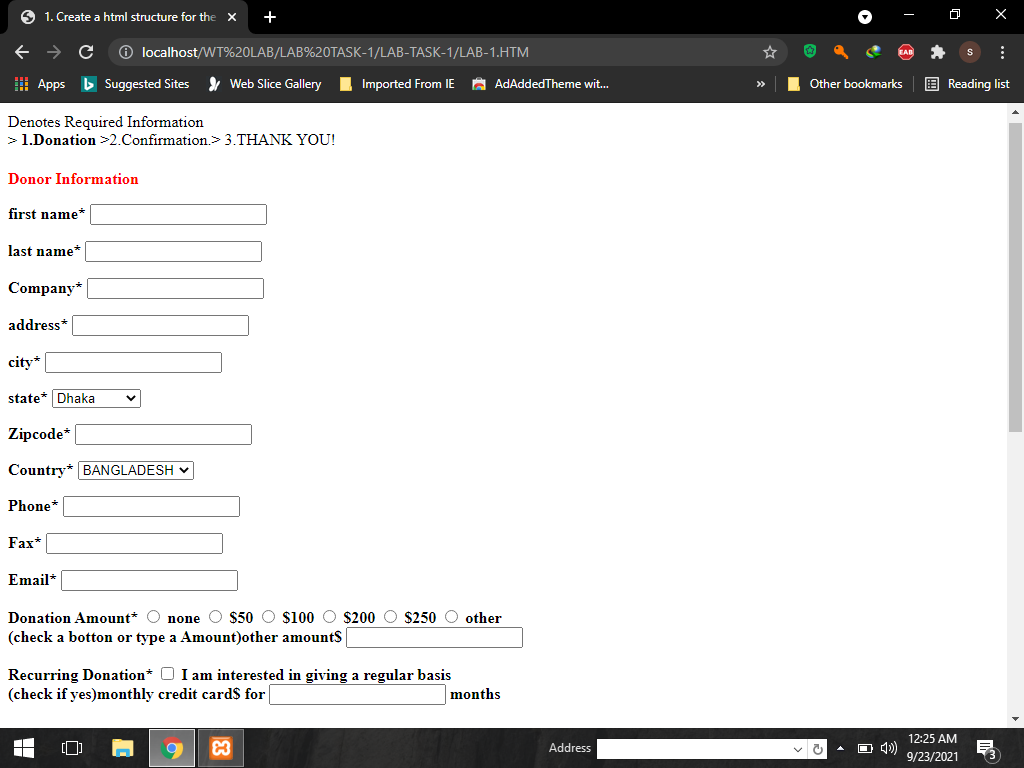 1. Create a html structure for the
localhost/WT%20LAB/LAB%20TASK-1/LAB-TASK-1/LAB-1.HTM
EAB
S
Apps
b Suggested Sites
Web Slice Gallery
Imported From IE
AdAddedTheme wit...
»
Other bookmarks
Reading list
Denotes Required Information
> 1.Donation >2.Confirmation.> 3.THANK YOU!
Donor Information
first name*
last name*
Company*
address*
city*
state* Dhaka
Zipcode*
Country* BANGLADESH
Phone*
Fax*
Email*
Donation Amount* none $50 $100 $200 $250 other
(check a botton or type a Amount)other amount$
Recurring Donation* I am interested in giving a regular basis
(check if yes)monthly credit card$ for months
Address
12:25 AM
9/23/2021
3